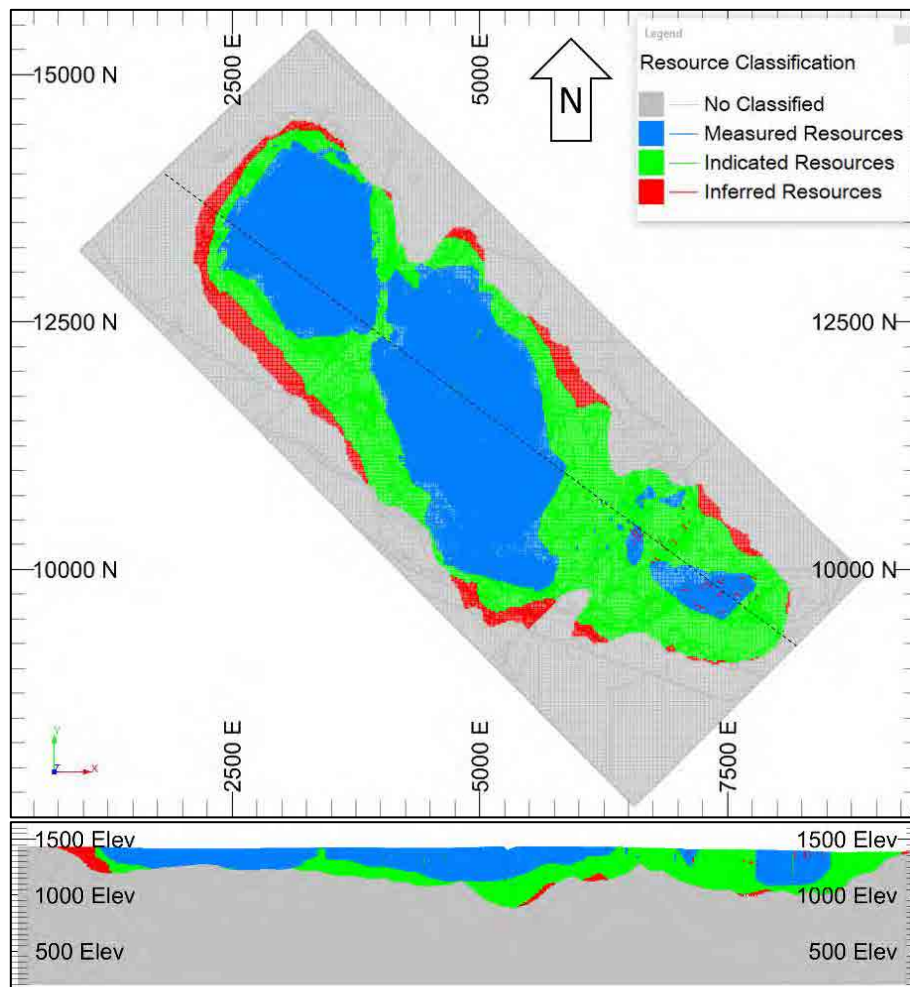 2500 E
5000 E
15000 N
N
Legend
Resource Classification
No Classified
Measured Resources
Indicated Resources
Inferred Resources
12500 N
12500 N
10000 N
10000 N
2500 E
5000 E
7500 E
Y
Z
X
1500 Elev
1500 Elev
1000 Elev
1000 Elev
500 Elev
500 Elev